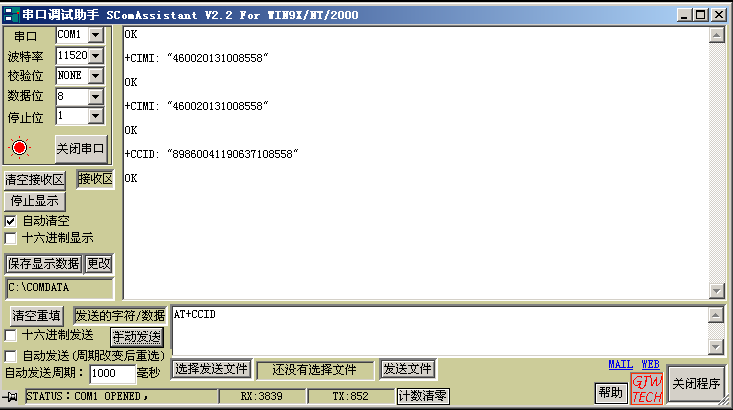 串口调试助手 SComAssistant V2.2 For WIN9X/NT/2000
串口 COM1
波特率 11520
校验位 NONE
数据位 8
停止位 1
关闭串口
清空接收区 接收区
停止显示
自动清空
十六进制显示
保存显示数据 更改
C:\COMDATA
OK
+CIMI: "460020131008558"
OK
+CIMI: "460020131008558"
OK
+CCID: "89860041190637108558"
OK
清空重填 发送的字符/数据
AT+CCID
十六进制发送 手动发送
自动发送(周期改变后重选)
自动发送周期: 1000 毫秒
选择发送文件 还没有选择文件 发送文件
MAIL WEB
帮助 GJW TECH 关闭程序
STATUS:COM1 OPENED, RX:3839 TX:852 计数清零